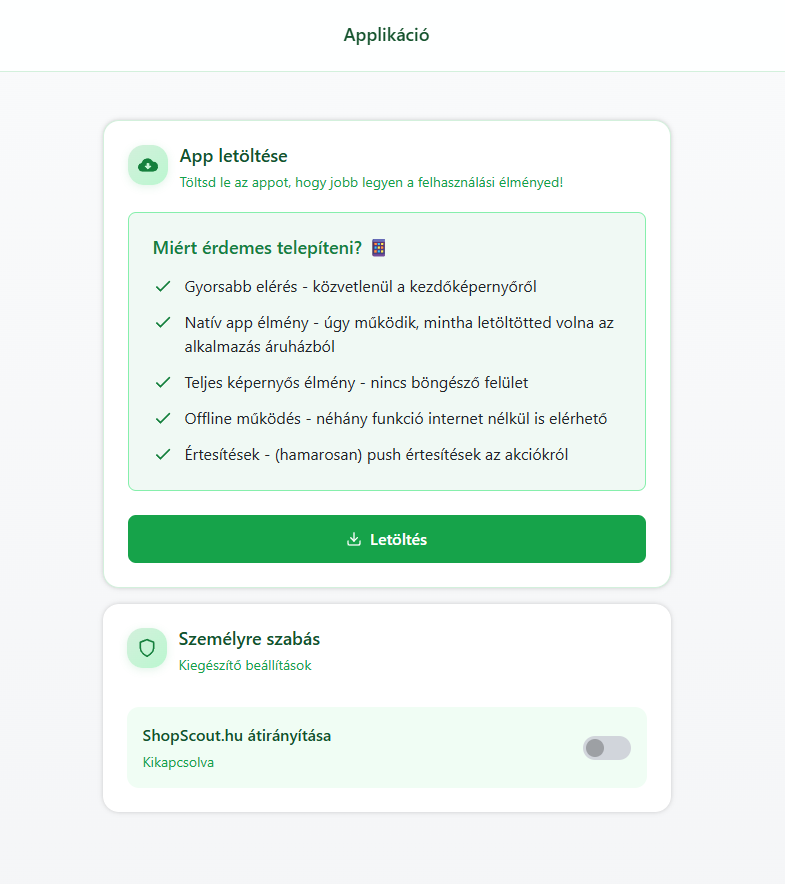 Applikáció
App letöltése
Töltsd le az appot, hogy jobb legyen a felhasználási élményed!
Miért érdemes telepíteni?
Gyorsabb elérés - közvetlenül a kezdőképernyőről
Natív app élmény - úgy működik, mintha letöltötted volna az
alkalmazás áruházból
Teljes képernyős élmény - nincs böngésző felület
Offline működés - néhány funkció internet nélkül is elérhető
Értesítések - (hamarosan) push értesítések az akciókról
Letöltés
Személyre szabás
Kiegészítő beállítások
ShopScout.hu átirányítása
Kikapcsolva